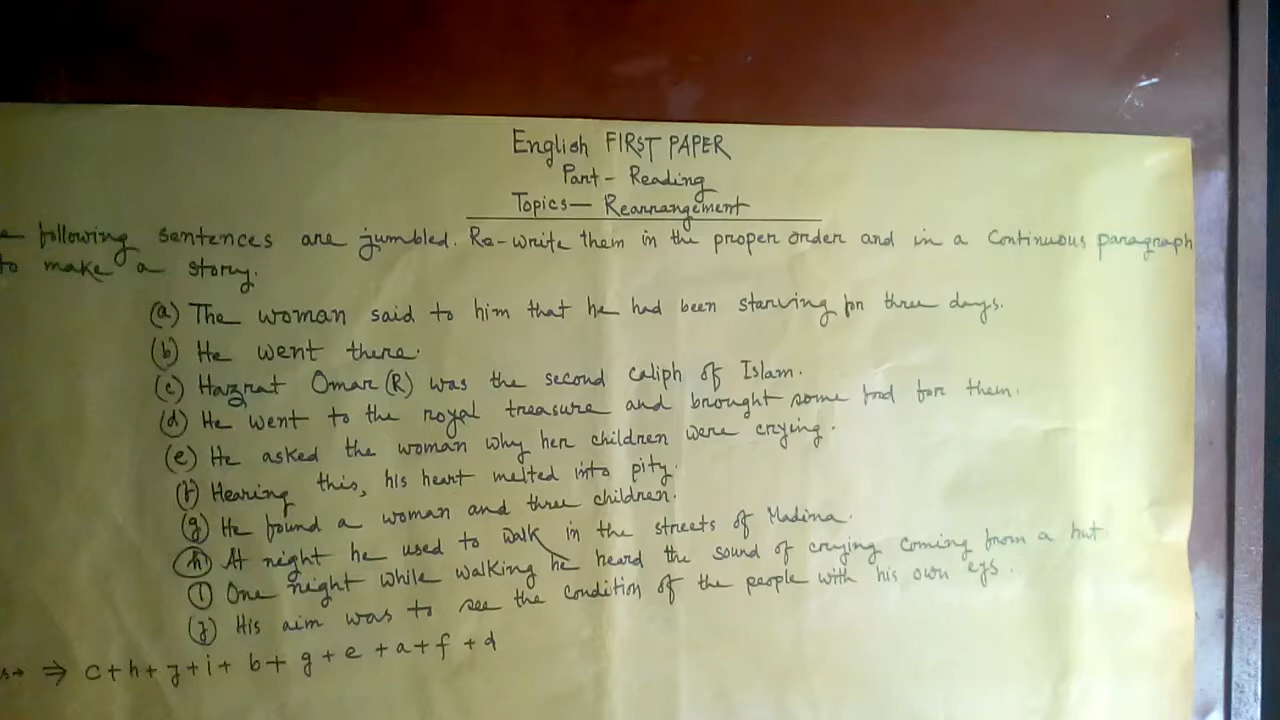 English FIRST PAPER
Part - Reading
Topics — Rearrangement
following sentences are jumbled. Re-write them in the proper order and in a Continuous paragraph
to make a story.
(a) The woman said to him that he had been starving for three days.
(b) He went there.
(c) Hazrat Omar (R) was the second caliph of Islam.
(d) He went to the royal treasure and brought some food for them.
(e) He asked the woman why her children were crying.
(f) Hearing this, his heart melted into pity.
(g) He found a woman and three children.
(h) At night he used to walk in the streets of Madina.
(i) One night while walking he heard the sound of crying coming from a hut.
(j) His aim was to see the condition of the people with his own eys.
⇒ c+h+j+i+ b+ g+e +a+f +d